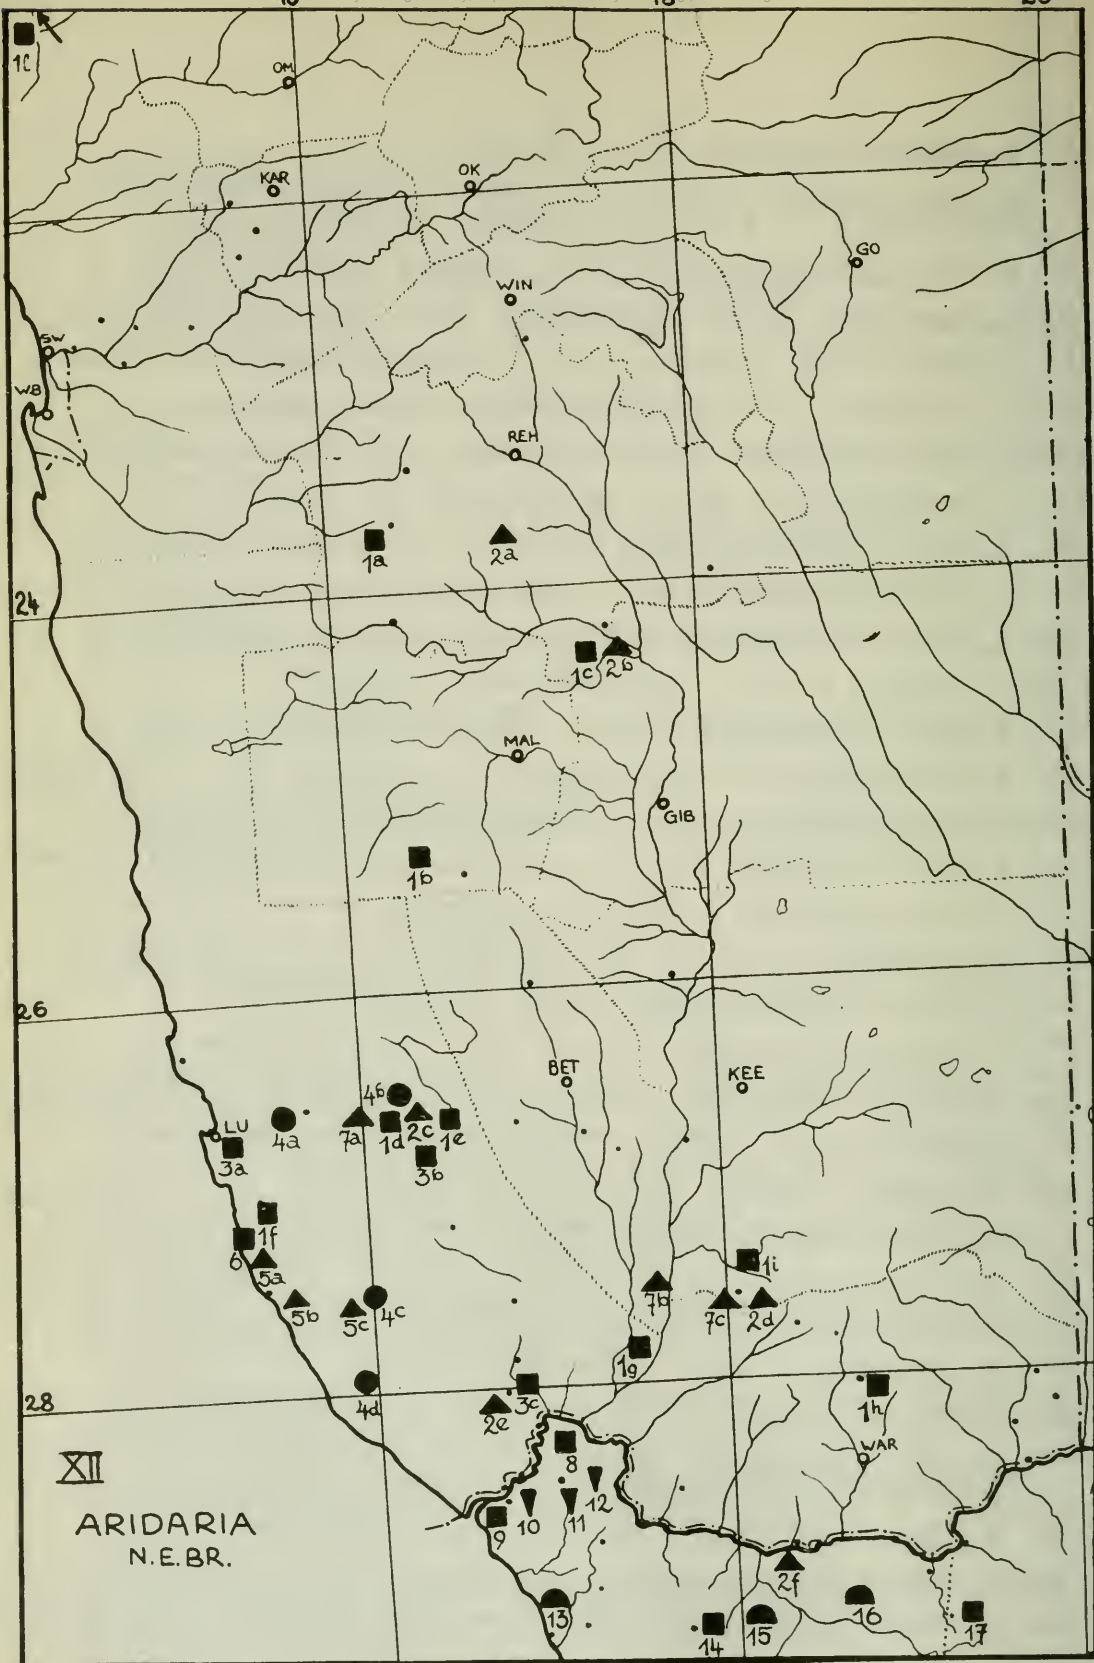 1l
OM
KAR
OK
GO
WIN
SW
WB
REH
1a
2a
24
1c
2b
MAL
GIB
1b
26
BET
KEE
4b
LU
4a
7a
1d
2c
1e
3a
3b
1f
6
5a
1i
5b
5c
4c
7b
7c
2d
1g
28
4d
2e
3c
1h
XII
8
WAR
12
ARIDARIA
9
10
11
N.E.BR.
2f
13
14
15
16
17